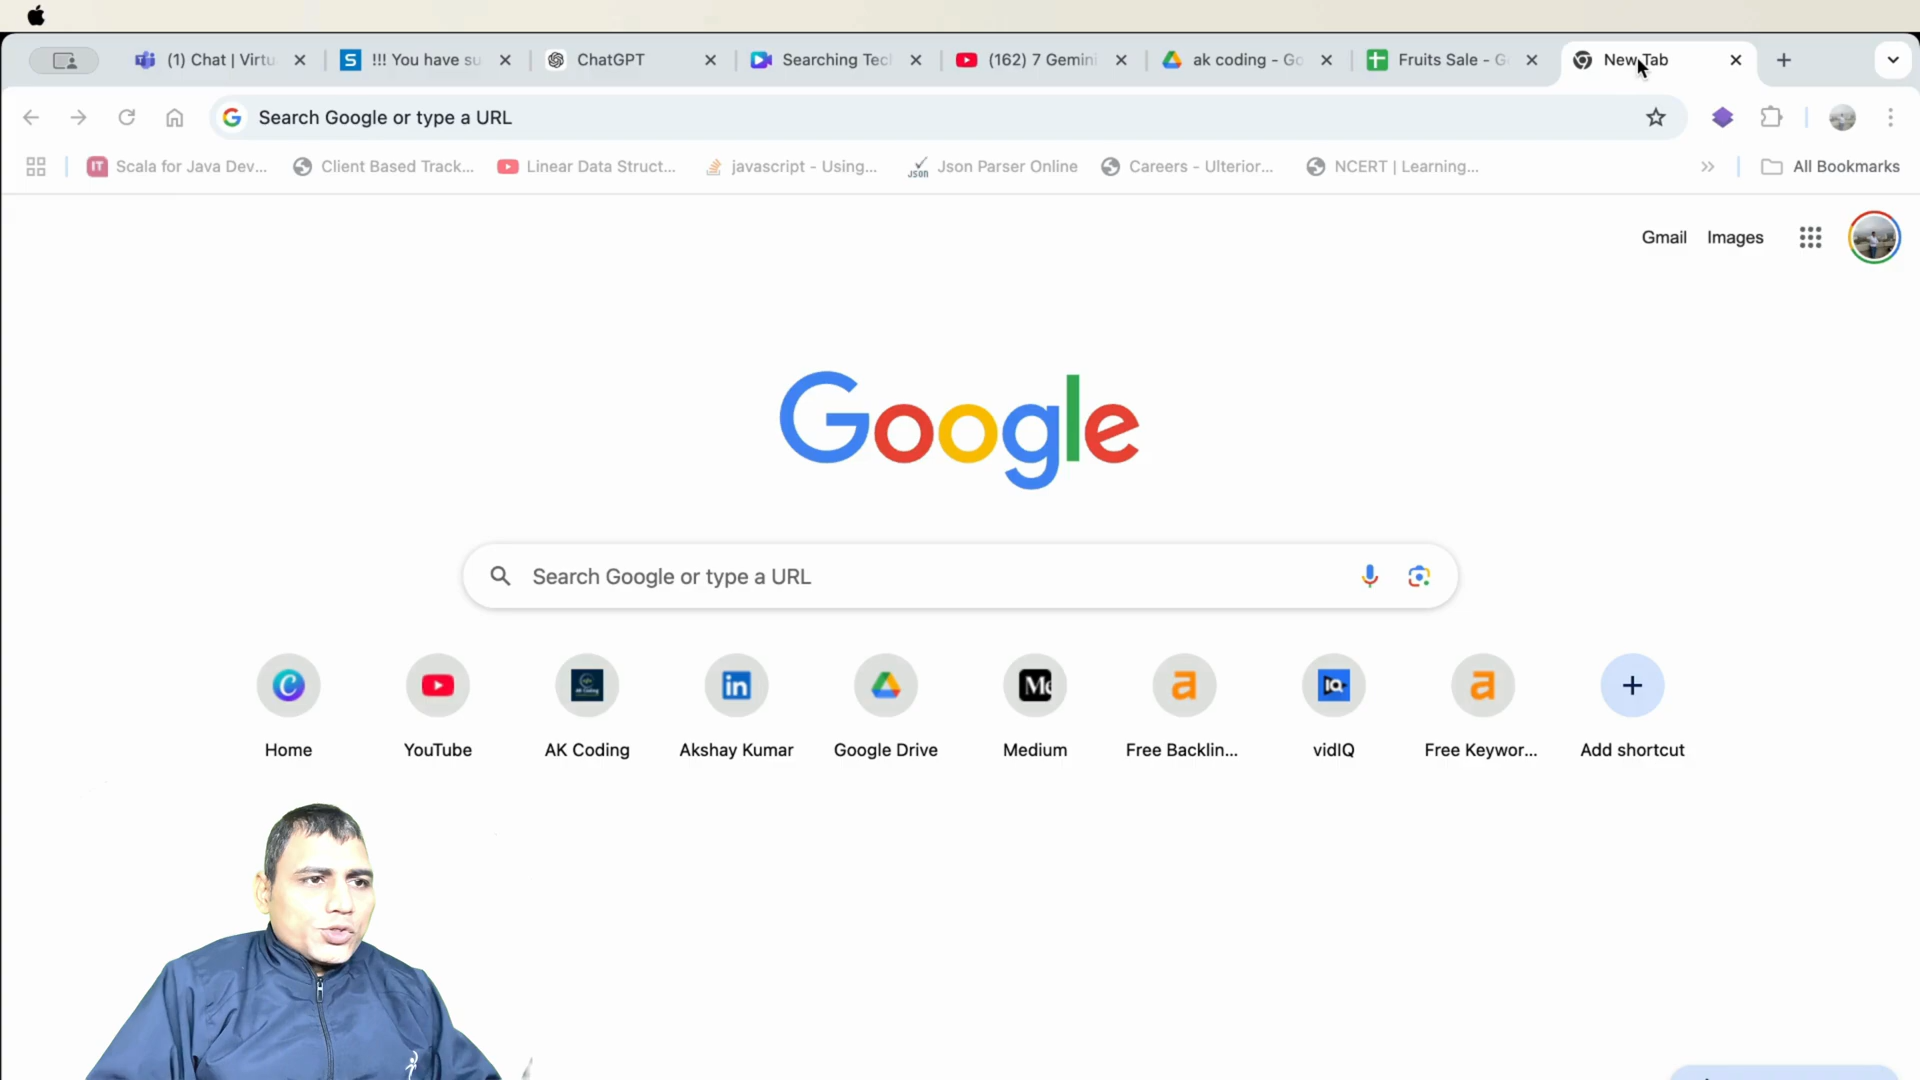 (1) Chat | Virtu
S
!!! You have su
ChatGPT
Searching Tec
(162) 7 Gemini
ak coding - Go
Fruits Sale - G
New Tab
Search Google or type a URL
IT
Scala for Java Dev...
Client Based Track...
Linear Data Struct...
javascript - Using...
JSON
Json Parser Online
Careers - Ulterior...
NCERT | Learning...
All Bookmarks
Gmail
Images
Google
Search Google or type a URL
Home
YouTube
AK Coding
Akshay Kumar
Google Drive
Medium
Free Backlin...
vidIQ
Free Keywor...
Add shortcut